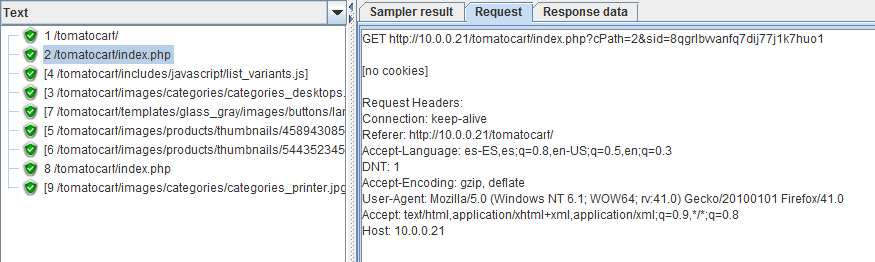 Text
1 /tomatocart/
2 /tomatocart/index.php
[4 /tomatocart/includes/javascript/list_variants.js]
[3 /tomatocart/images/categories/categories_desktops.
[7 /tomatocart/templates/glass_gray/images/buttons/lan
[5 /tomatocart/images/products/thumbnails/458943085
[6 /tomatocart/images/products/thumbnails/544352345
8 /tomatocart/index.php
[9 /tomatocart/images/categories/categories_printer.jpg
Sampler result Request Response data
GET http://10.0.0.21/tomatocart/index.php?cPath=2&sid=8qgrlbvvanfq7dij77j1k7huo1
[no cookies]
Request Headers:
Connection: keep-alive
Referer: http://10.0.0.21/tomatocart/
Accept-Language: es-ES,es;q=0.8,en-US;q=0.5,en;q=0.3
DNT: 1
Accept-Encoding: gzip, deflate
User-Agent: Mozilla/5.0 (Windows NT 6.1; WOW64; rv:41.0) Gecko/20100101 Firefox/41.0
Accept: text/html,application/xhtml+xml,application/xml;q=0.9,*/*;q=0.8
Host: 10.0.0.21